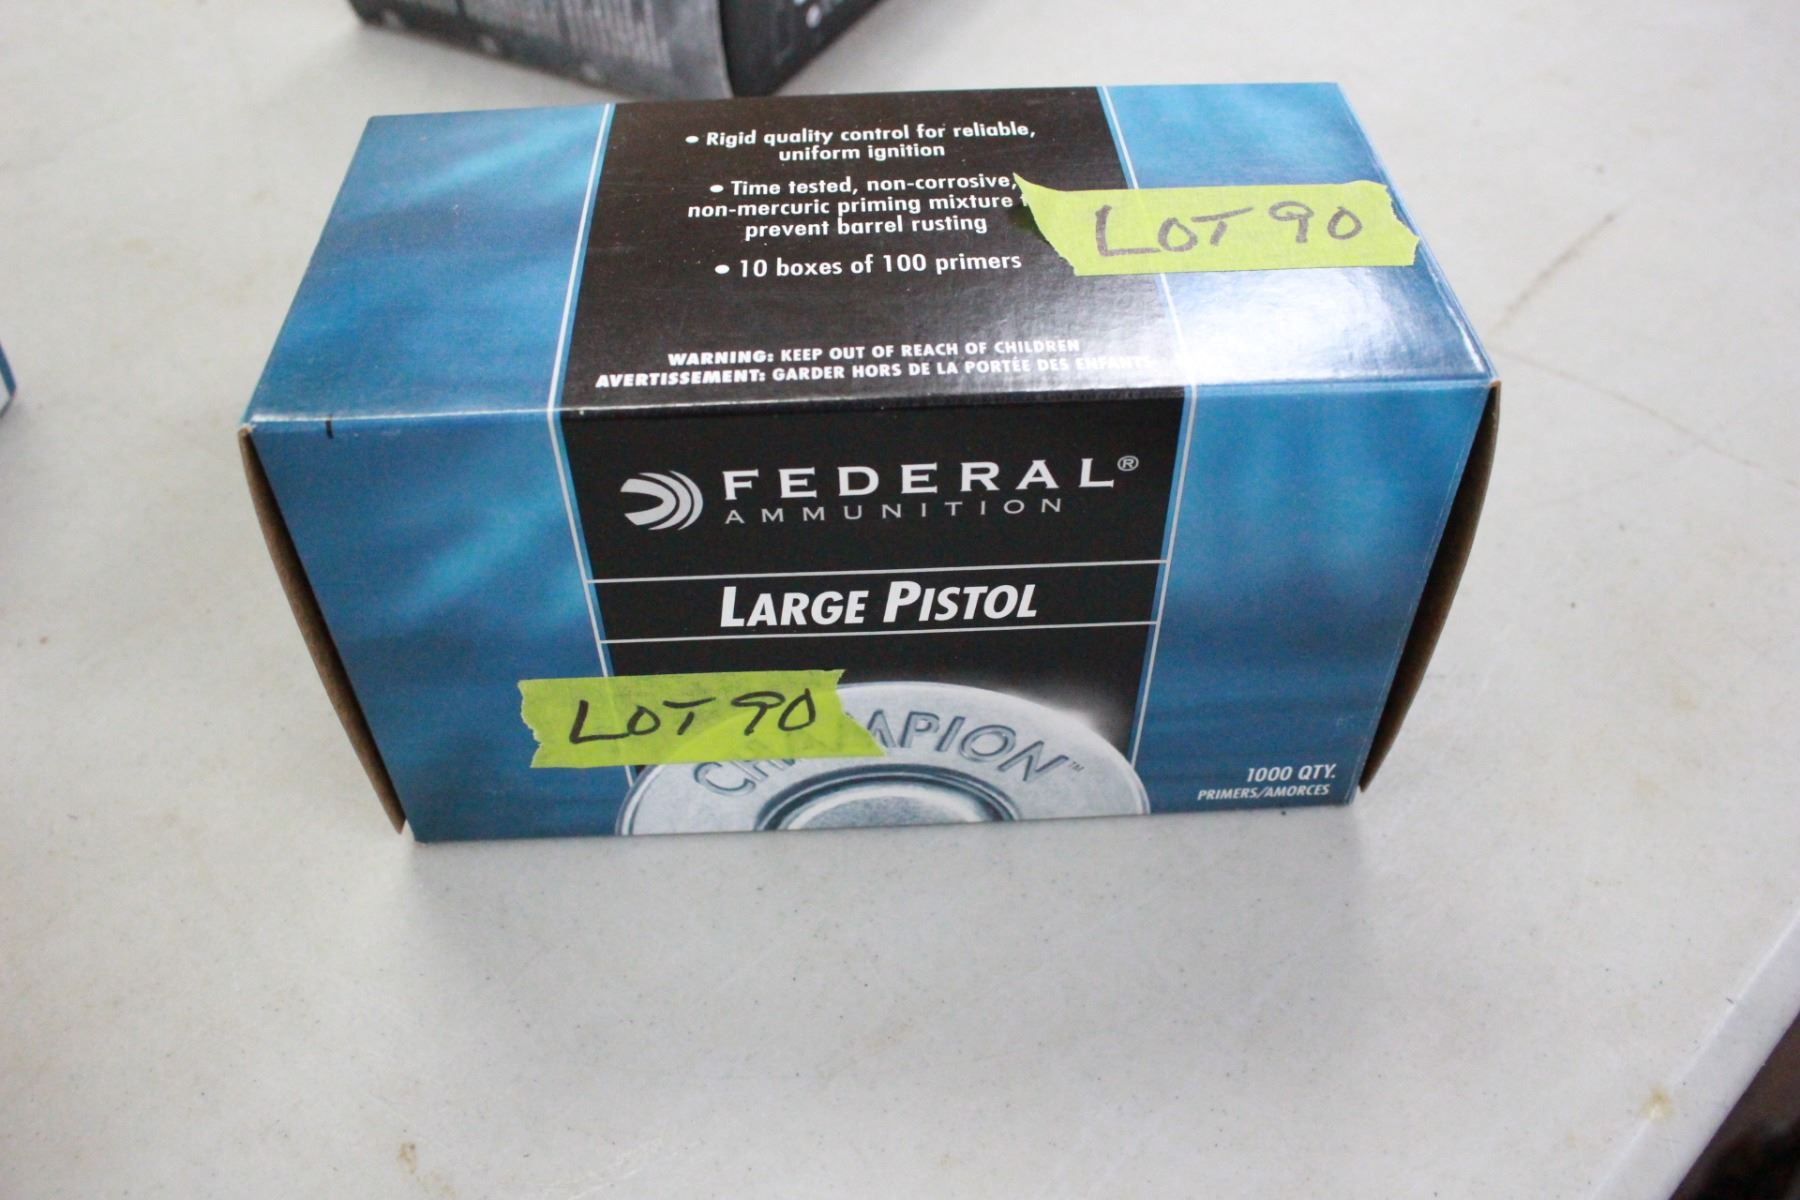 • Rigid quality control for reliable,
uniform ignition
• Time tested, non-corrosive,
non-mercuric priming mixture
prevent barrel rusting
• 10 boxes of 100 primers
LOT 90
WARNING: KEEP OUT OF REACH OF CHILDREN
AVERTISSEMENT: GARDER HORS DE LA PORTÉE DES ENFANTS
FEDERAL®
AMMUNITION
LARGE PISTOL
LOT 90
CHAMPION™
1000 QTY.
PRIMERS/AMORCES